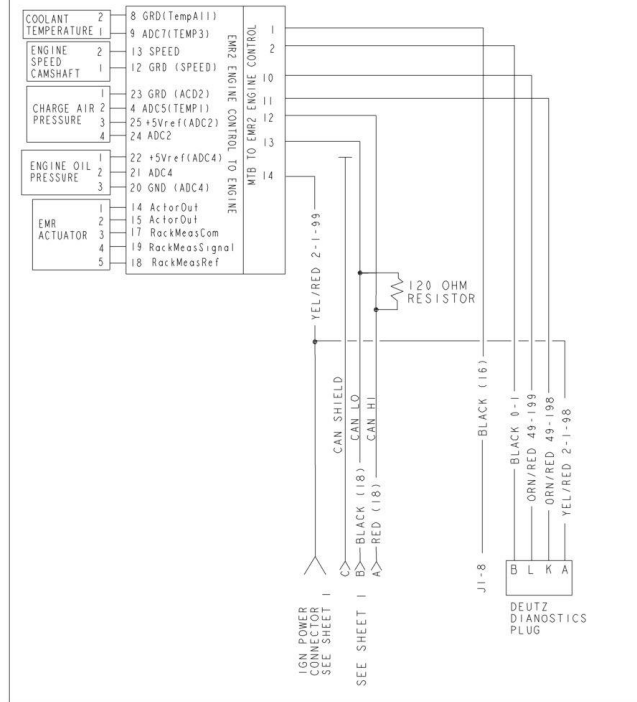 COOLANT 2 8 GRD(TempAll)
TEMPERATURE 1 9 ADC7(TEMP3)
ENGINE 2 13 SPEED
SPEED
CAMSHAFT 1 12 GRD (SPEED)
1 23 GRD (ACD2)
CHARGE AIR 2 4 ADC5(TEMP1)
PRESSURE 3 25 +5Vref(ADC2)
4 24 ADC2
1 22 +5Vref(ADC4)
ENGINE OIL 2 21 ADC4
PRESSURE 3 20 GND (ADC4)
1 14 ActorOut
EMR 2 15 ActorOut
ACTUATOR 3 17 RackMeasCom
4 19 RackMeasSignal
5 18 RackMeasRef
EMR2 ENGINE CONTROL TO ENGINE
MTB TO EMR2 ENGINE CONTROL
1
2
10
11
12
13
14
120 OHM
RESISTOR
YEL/RED 2-1-99
CAN SHIELD
CAN LO
CAN HI
BLACK (18)
RED (18)
BLACK (16)
BLACK 0-1
ORN/RED 49-199
ORN/RED 49-198
YEL/RED 2-1-98
C B A
B L K A
IGN POWER
CONNECTOR
SEE SHEET 1
SEE SHEET 1
J1-8
DEUTZ
DIANOSTICS
PLUG